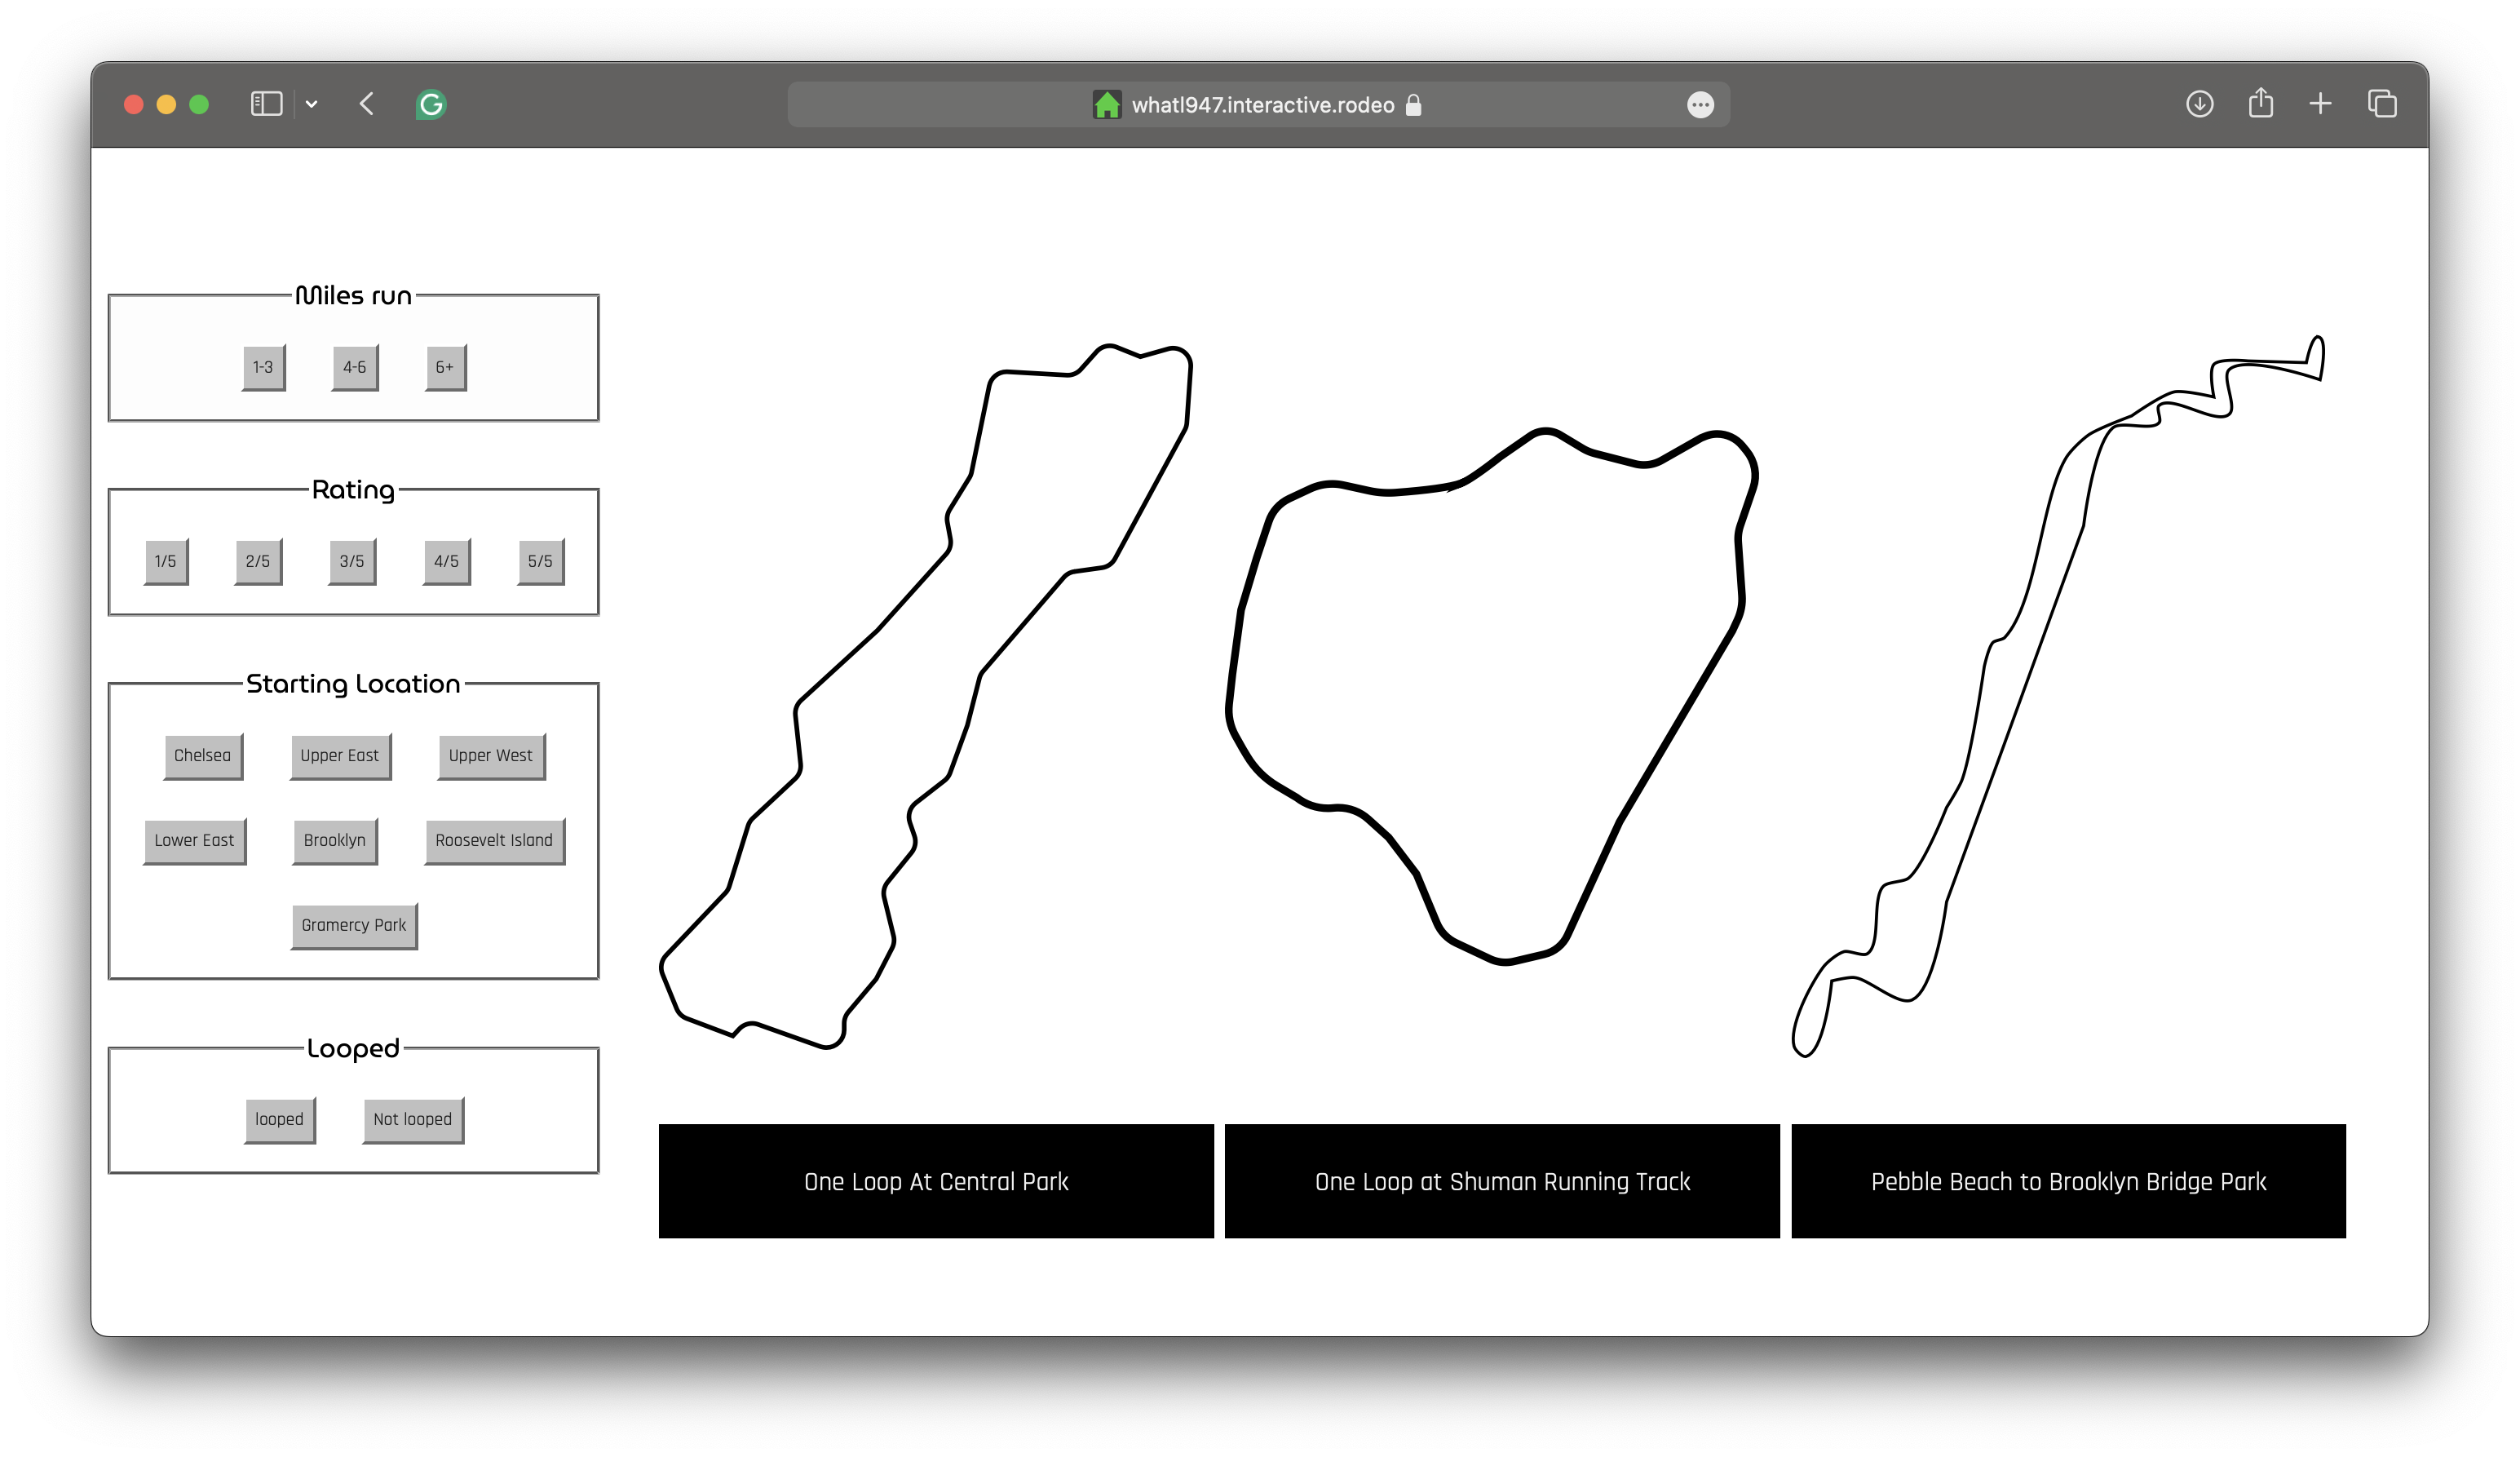 whatl947.interactive.rodeo
Miles run
1-3 4-6 6+
Rating
1/5 2/5 3/5 4/5 5/5
Starting Location
Chelsea Upper East Upper West
Lower East Brooklyn Roosevelt Island
Gramercy Park
Looped
looped Not looped
One Loop At Central Park
One Loop at Shuman Running Track
Pebble Beach to Brooklyn Bridge Park